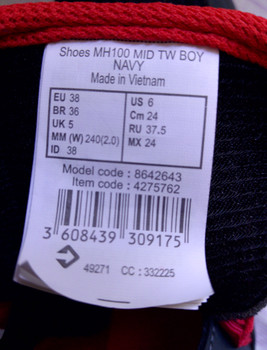 Shoes MH100 MID TW BOY
NAVY
Made in Vietnam
EU 38
BR 36
UK 5
MM (W) 240(2.0)
ID 38
US 6
Cm 24
RU 37.5
MX 24
Model code : 8642643
Item code : 4275762
3 608439 309175
49271 CC : 332225